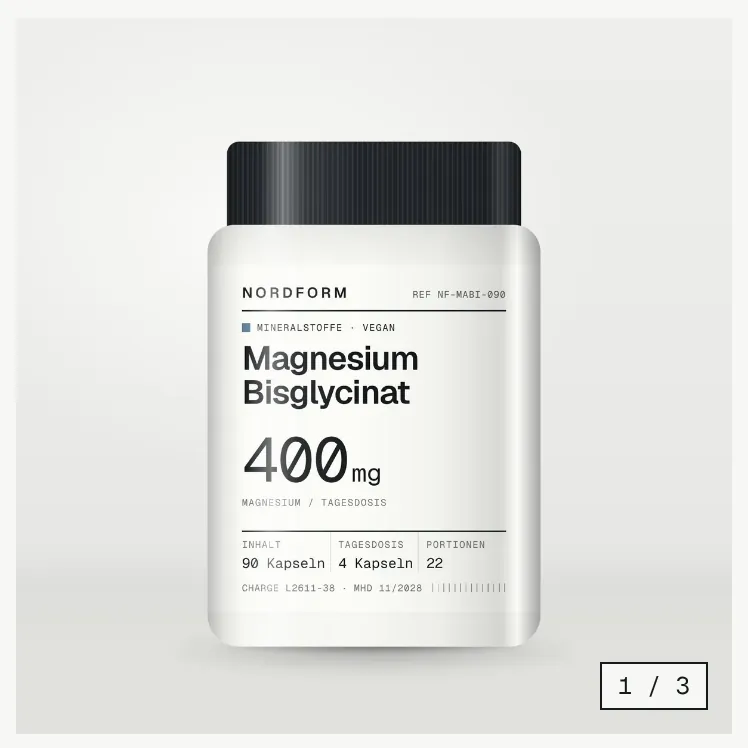 NORDFORM
REF NF-MABI-090
MINERALSTOFFE · VEGAN
Magnesium
Bisglycinat
400mg
MAGNESIUM / TAGESDOSIS
INHALT TAGESDOSIS PORTIONEN
90 Kapseln 4 Kapseln 22
CHARGE L2611-38 · MHD 11/2028
1 / 3